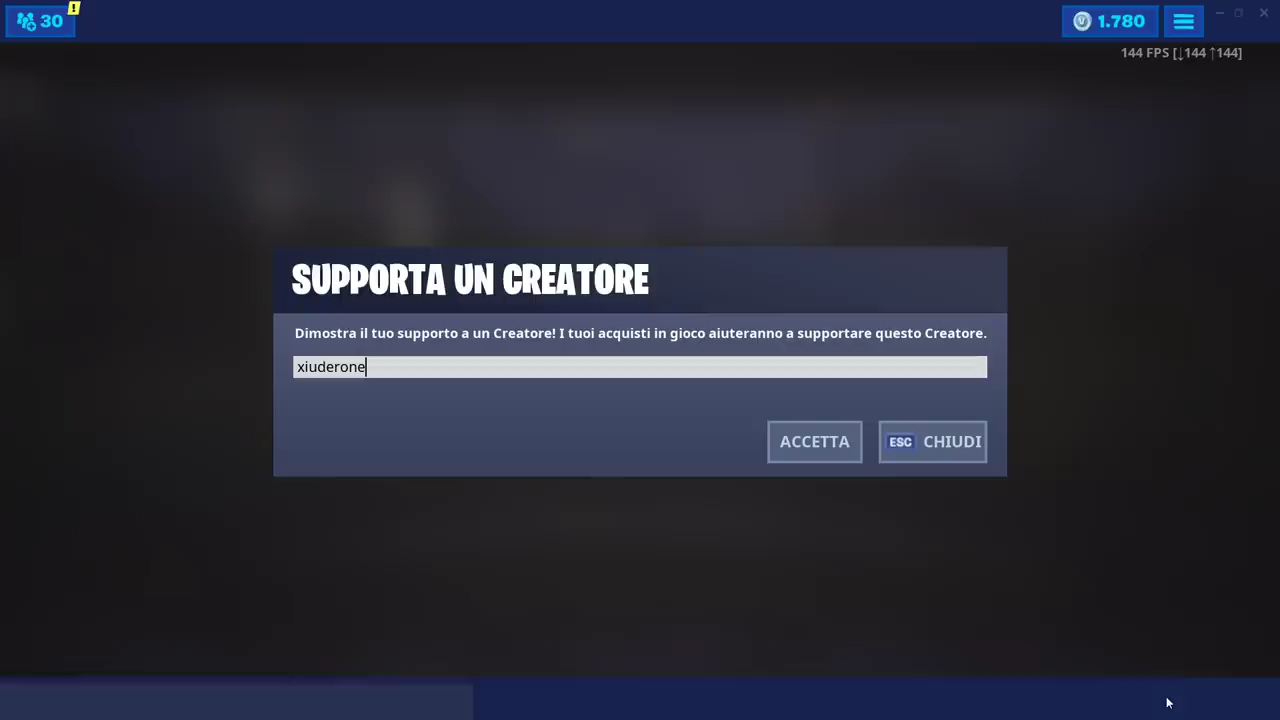 30
!
1.780
144 FPS [↓144 ↑144]
SUPPORTA UN CREATORE
Dimostra il tuo supporto a un Creatore! I tuoi acquisti in gioco aiuteranno a supportare questo Creatore.
xiuderone
ACCETTA
ESC CHIUDI